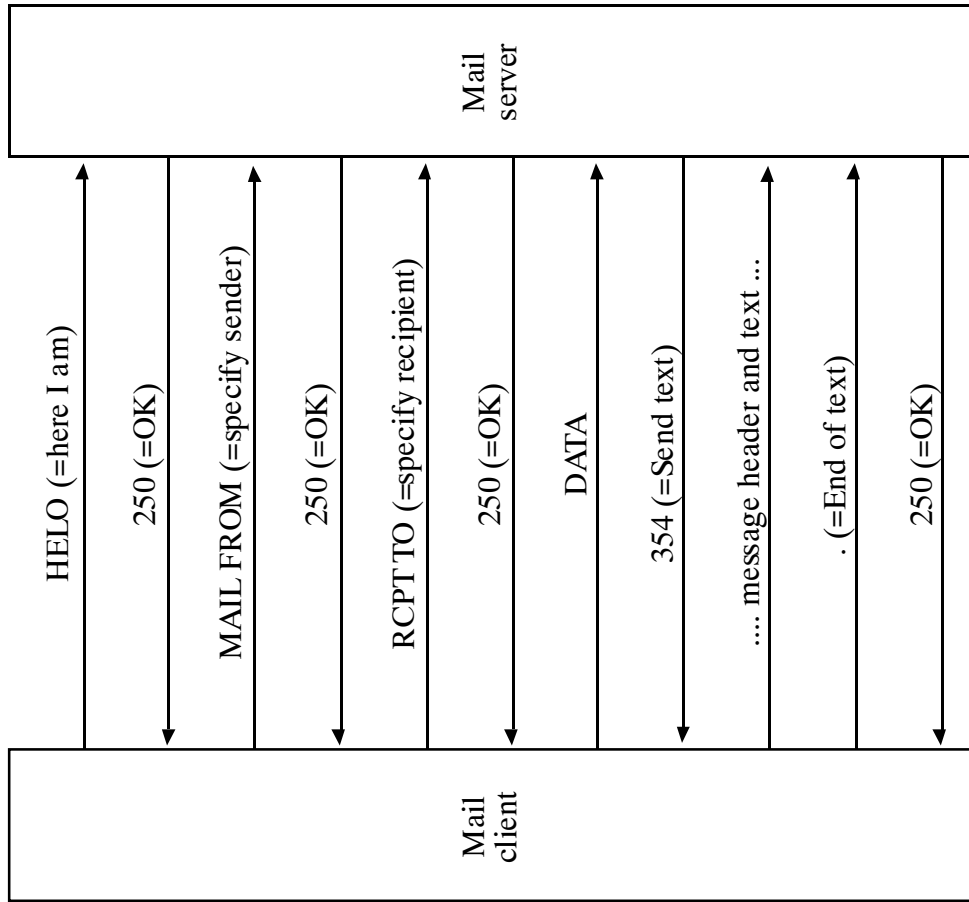 Mail
client
Mail
server
HELO (=here I am)
250 (=OK)
MAIL FROM (=specify sender)
250 (=OK)
RCPT TO (=specify recipient)
250 (=OK)
DATA
354 (=Send text)
.... message header and text ...
. (=End of text)
250 (=OK)